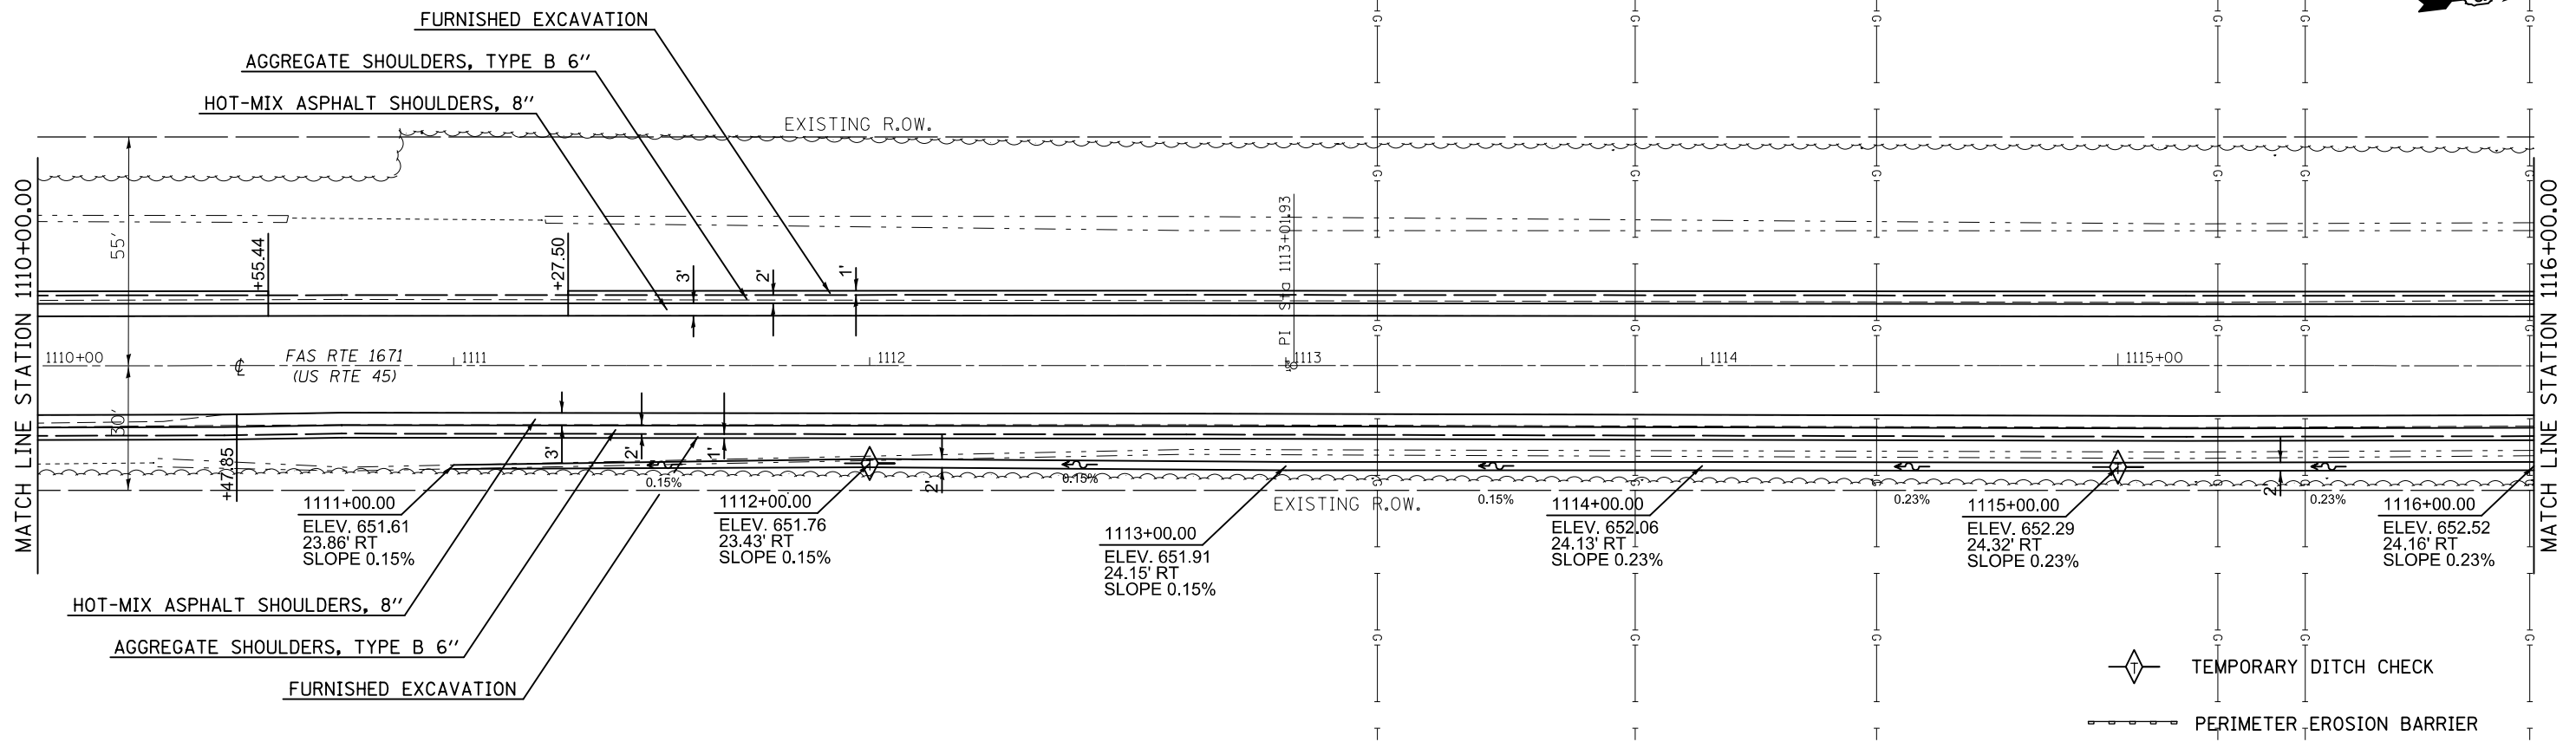 FURNISHED EXCAVATION
AGGREGATE SHOULDERS, TYPE B 6"
HOT-MIX ASPHALT SHOULDERS, 8"
EXISTING R.OW.
MATCH LINE STATION 1110+00.00
55'
+55.44
+27.50
3'
2'
1'
PI Sta 1113+01.93
MATCH LINE STATION 1116+00.00
1110+00
FAS RTE 1671
(US RTE 45)
1111
1112
1113
1114
1115+00
30'
+47.85
3'
2'
1'
2'
2'
0.15%
0.15%
0.15%
0.23%
0.23%
EXISTING R.OW.
1111+00.00
ELEV. 651.61
23.86' RT
SLOPE 0.15%
1112+00.00
ELEV. 651.76
23.43' RT
SLOPE 0.15%
1113+00.00
ELEV. 651.91
24.15' RT
SLOPE 0.15%
1114+00.00
ELEV. 652.06
24.13' RT
SLOPE 0.23%
1115+00.00
ELEV. 652.29
24.32' RT
SLOPE 0.23%
1116+00.00
ELEV. 652.52
24.16' RT
SLOPE 0.23%
HOT-MIX ASPHALT SHOULDERS, 8"
AGGREGATE SHOULDERS, TYPE B 6"
FURNISHED EXCAVATION
T TEMPORARY DITCH CHECK
PERIMETER EROSION BARRIER